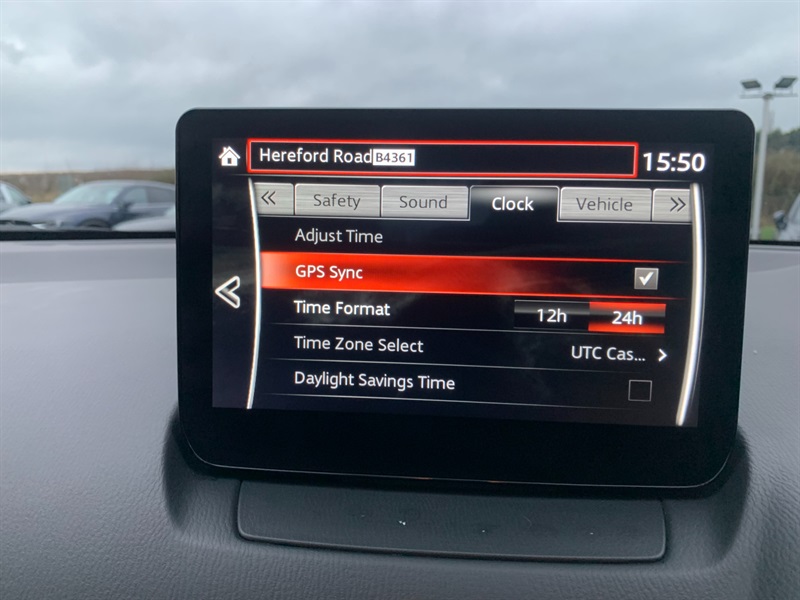 Hereford Road B4361 15:50
« Safety Sound Clock Vehicle »
Adjust Time
GPS Sync
Time Format 12h 24h
Time Zone Select UTC Cas... >
Daylight Savings Time